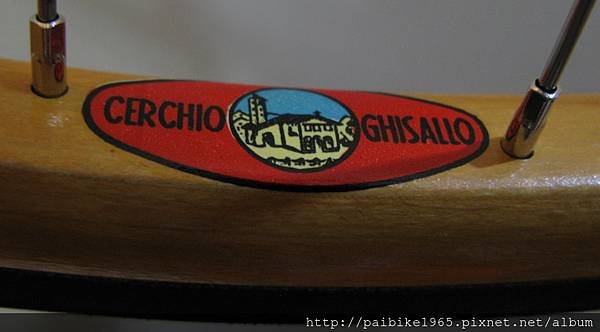 CERCHIO GHISALLO
http://paibike1965.pixnet.net/album